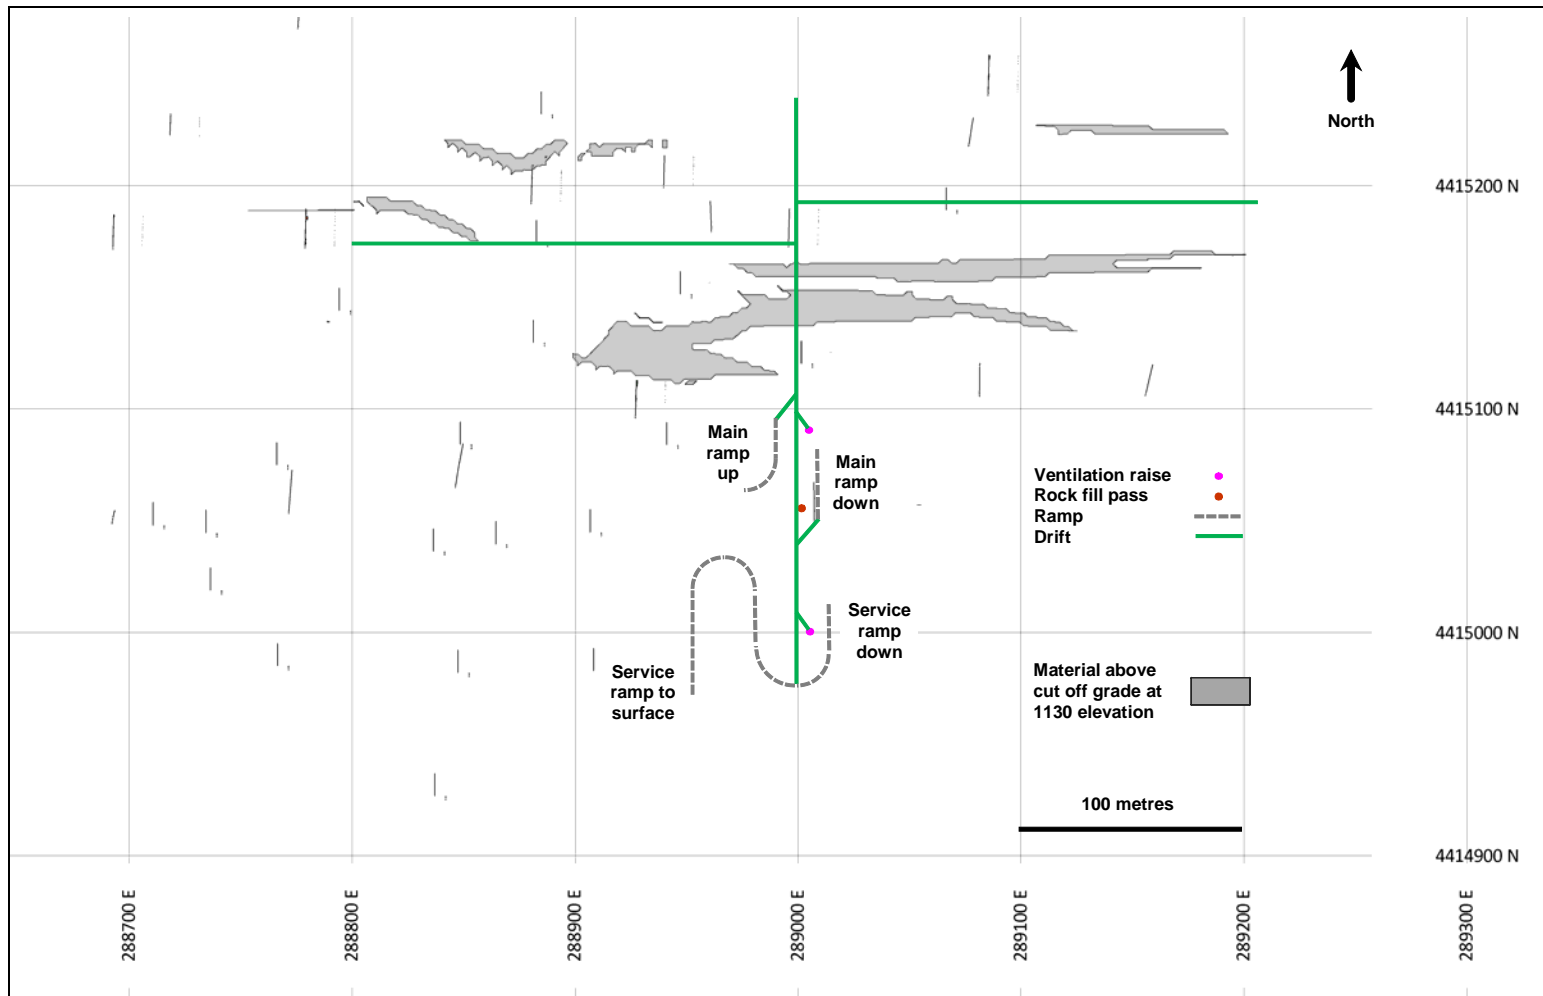 North
4415200 N
4415100 N
Main
ramp
up
Main
ramp
down
Ventilation raise
Rock fill pass
Ramp
Drift
4415000 N
Service
ramp
down
Service
ramp to
surface
Material above
cut off grade at
1130 elevation
100 metres
4414900 N
288700 E
288800 E
288900 E
289000 E
289100 E
289200 E
289300 E